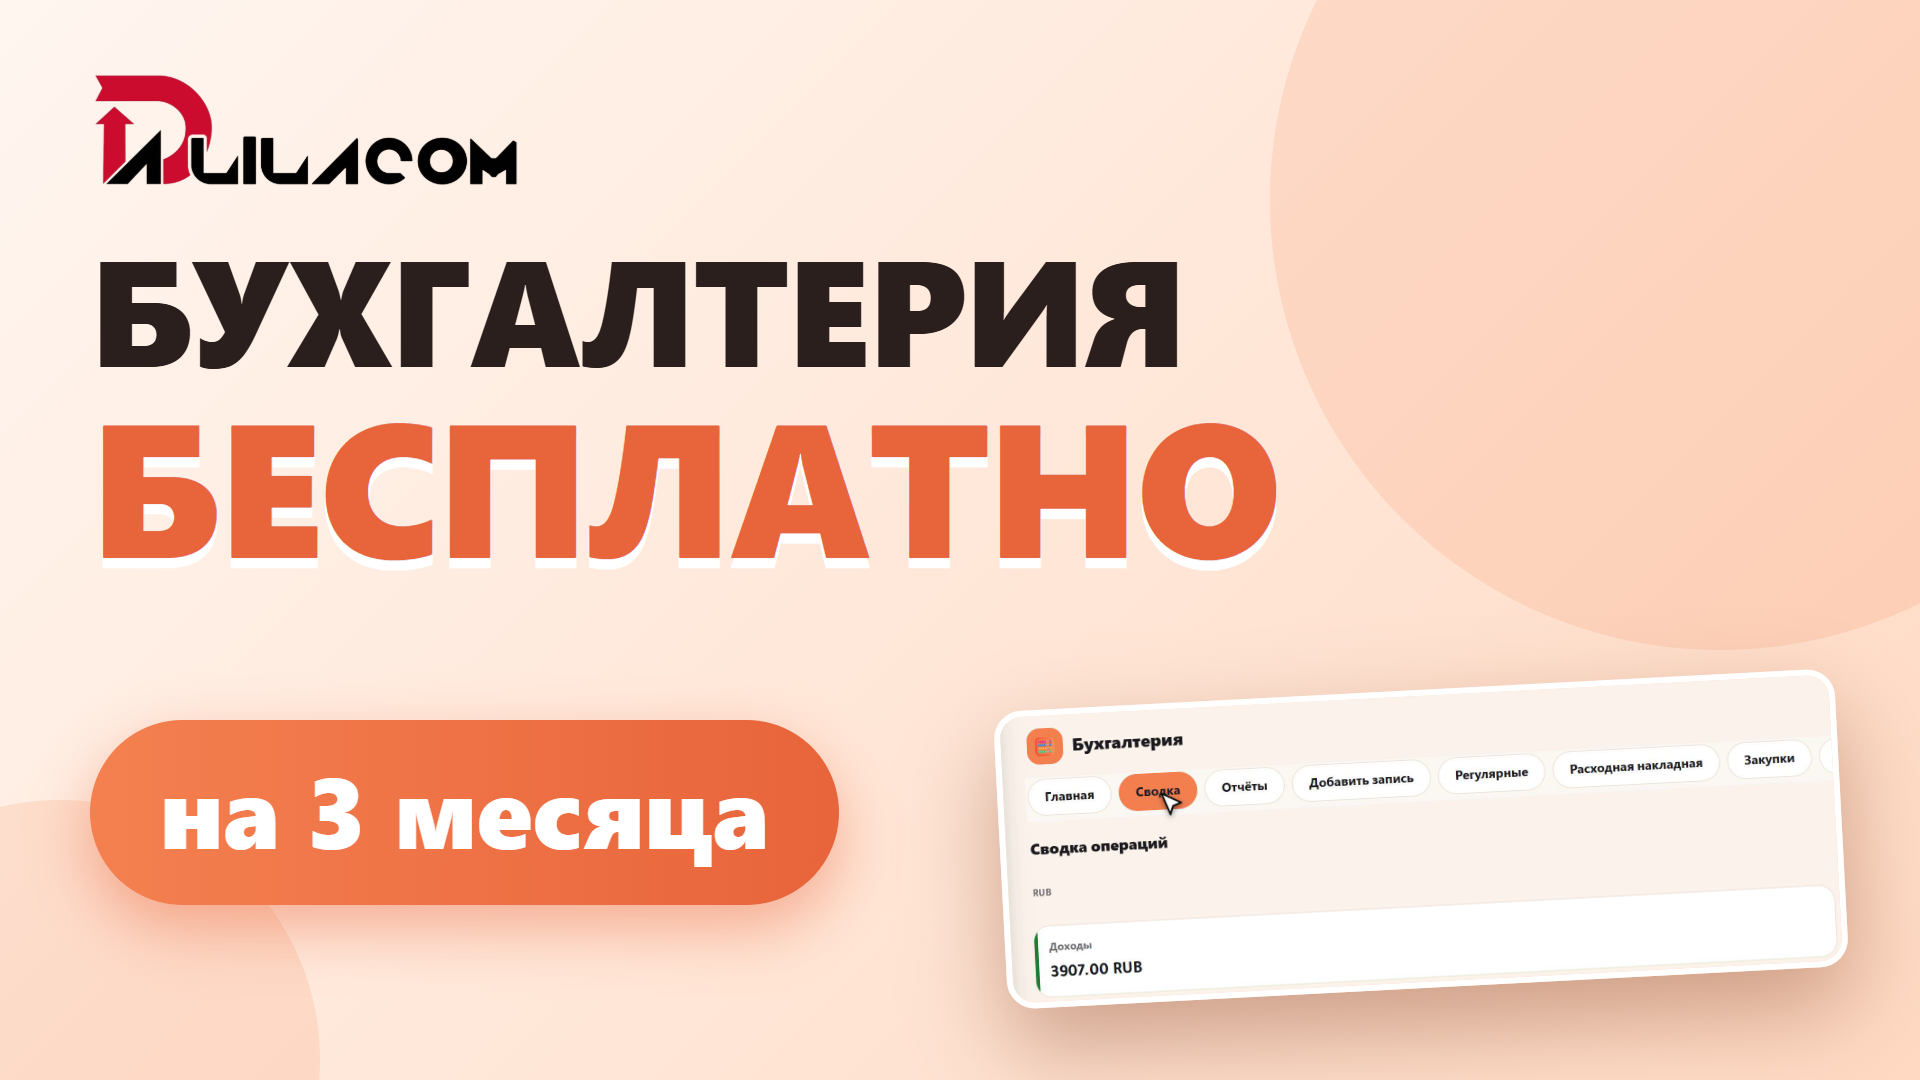 DALILACOM
БУХГАЛТЕРИЯ
БЕСПЛАТНО
на 3 месяца
Бухгалтерия
Главная Сводка Отчёты Добавить запись Регулярные Расходная накладная Закупки
Сводка операций
RUB
Доходы
3907.00 RUB